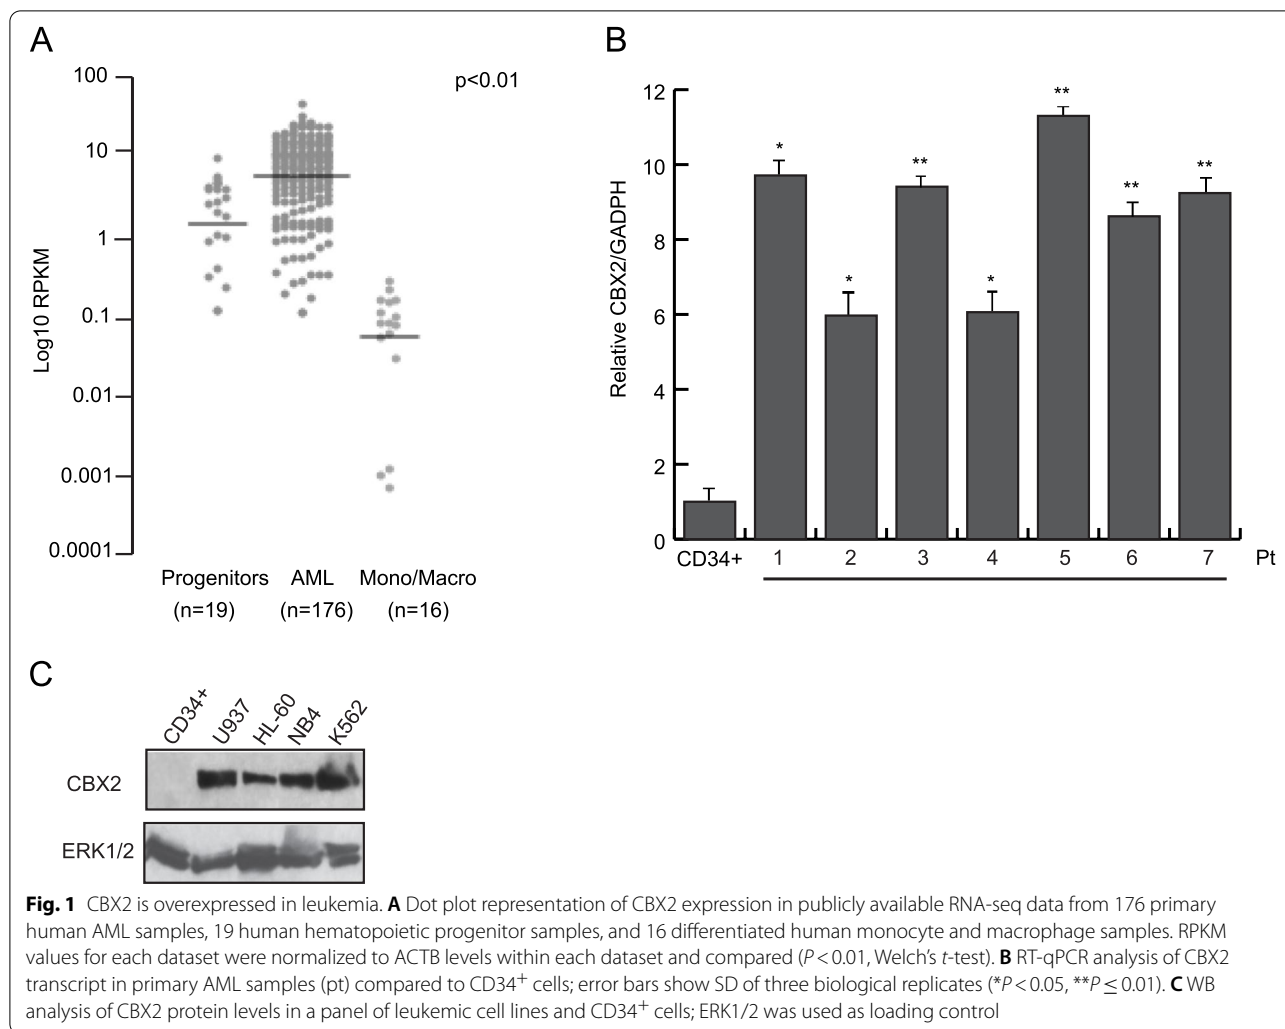 A
p<0.01
Log10 RPKM
100
10
1
0.1
0.01
0.001
0.0001
Progenitors AML Mono/Macro
(n=19) (n=176) (n=16)
B
Relative CBX2/GADPH
12
10
8
6
4
2
0
* ** * ** * ** **
CD34+ 1 2 3 4 5 6 7 Pt
C
CD34+ U937 HL-60 NB4 K562
CBX2
ERK1/2
Fig. 1 CBX2 is overexpressed in leukemia. A Dot plot representation of CBX2 expression in publicly available RNA-seq data from 176 primary
human AML samples, 19 human hematopoietic progenitor samples, and 16 differentiated human monocyte and macrophage samples. RPKM
values for each dataset were normalized to ACTB levels within each dataset and compared (P < 0.01, Welch's t-test). B RT-qPCR analysis of CBX2
transcript in primary AML samples (pt) compared to CD34+ cells; error bars show SD of three biological replicates (*P < 0.05, **P ≤ 0.01). C WB
analysis of CBX2 protein levels in a panel of leukemic cell lines and CD34+ cells; ERK1/2 was used as loading control